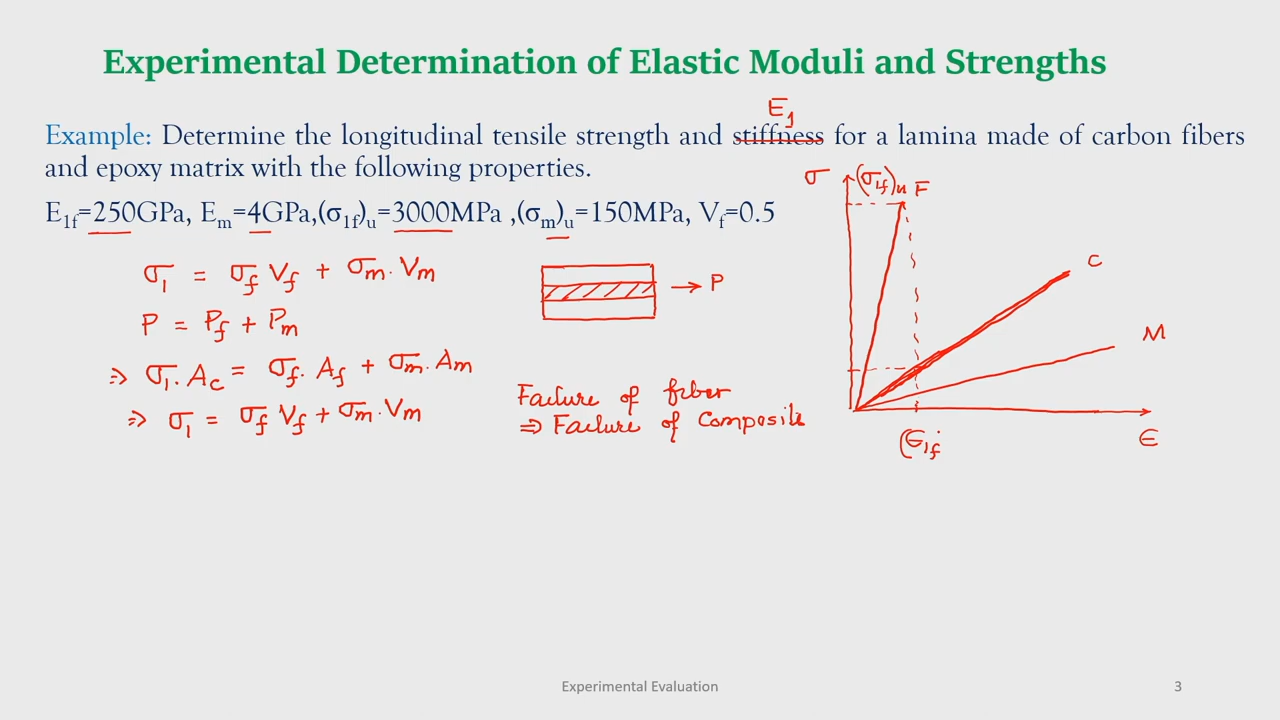 Experimental Determination of Elastic Moduli and Strengths
E₁
Example: Determine the longitudinal tensile strength and stiffness for a lamina made of carbon fibers
and epoxy matrix with the following properties.
E₁f=250GPa, Em=4GPa,(σ₁f)u=3000MPa ,(σm)u=150MPa, Vf=0.5
σ₁ = σf Vf + σm. Vm
P = Pf + Pm
⇒ σ₁. Ac = σf. Af + σm. Am
⇒ σ₁ = σf Vf + σm. Vm
P
Failure of fiber
⇒ Failure of Composite
σ (σ₁f)u F
C
M
(ϵ₁f
ϵ
Experimental Evaluation
3